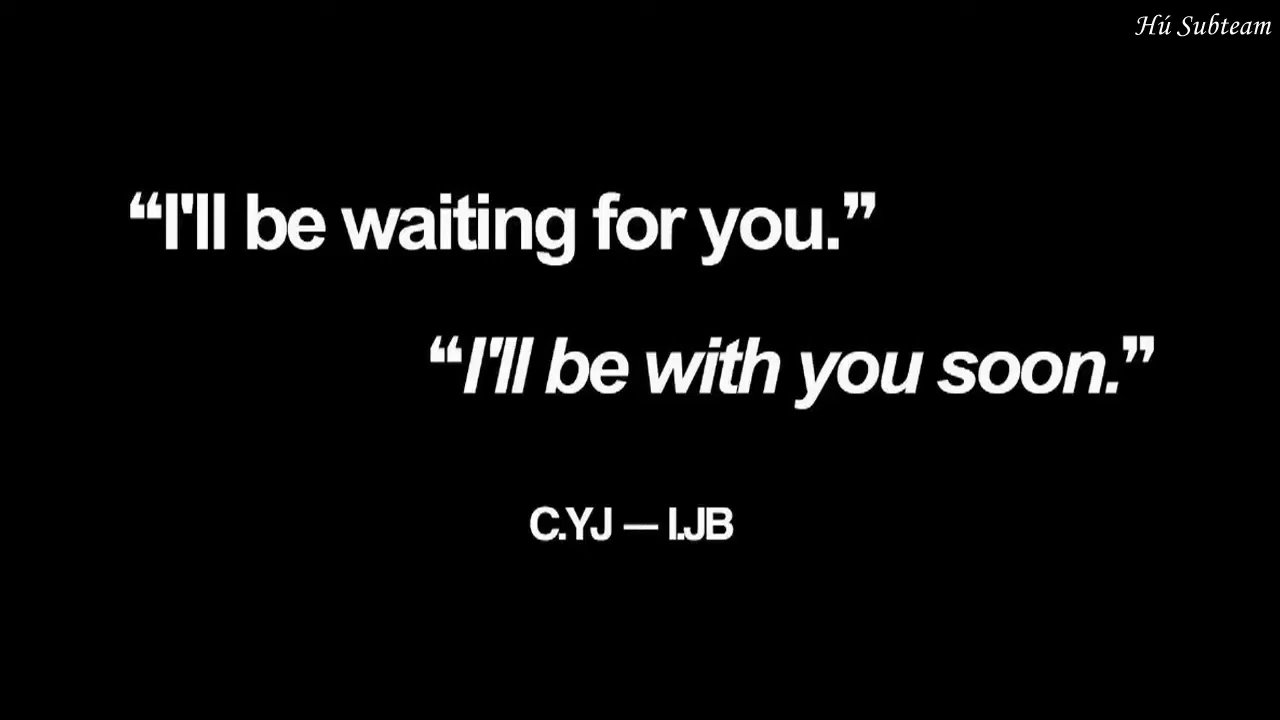 Hú Subteam
“I'll be waiting for you.”
“I'll be with you soon.”
C.YJ — I.JB